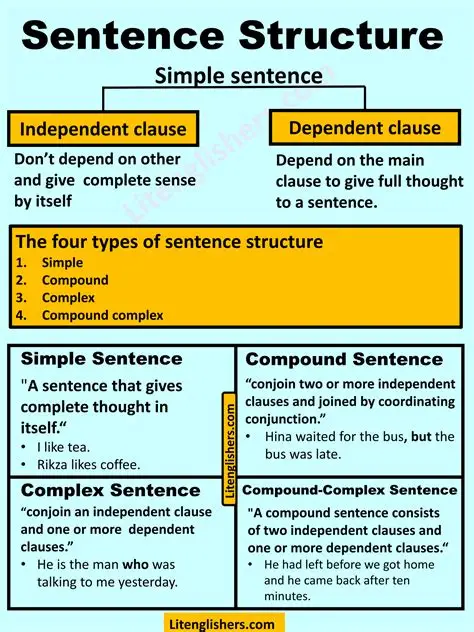 Sentence Structure
Simple sentence
Independent clause
Don’t depend on other
and give complete sense
by itself
Dependent clause
Depend on the main
clause to give full thought
to a sentence.
Litenglishers.com
The four types of sentence structure
1. Simple
2. Compound
3. Complex
4. Compound complex
Simple Sentence
"A sentence that gives
complete thought in
itself.“
• I like tea.
• Rikza likes coffee.
Compound Sentence
“conjoin two or more independent
clauses and joined by coordinating
conjunction.”
• Hina waited for the bus, but the
bus was late.
Litenglishers.com
Complex Sentence
“conjoin an independent clause
and one or more dependent
clauses.”
• He is the man who was
talking to me yesterday.
Compound-Complex Sentence
"A compound sentence consists
of two independent clauses and
one or more dependent clauses.“
• He had left before we got home
and he came back after ten
minutes.
Litenglishers.com